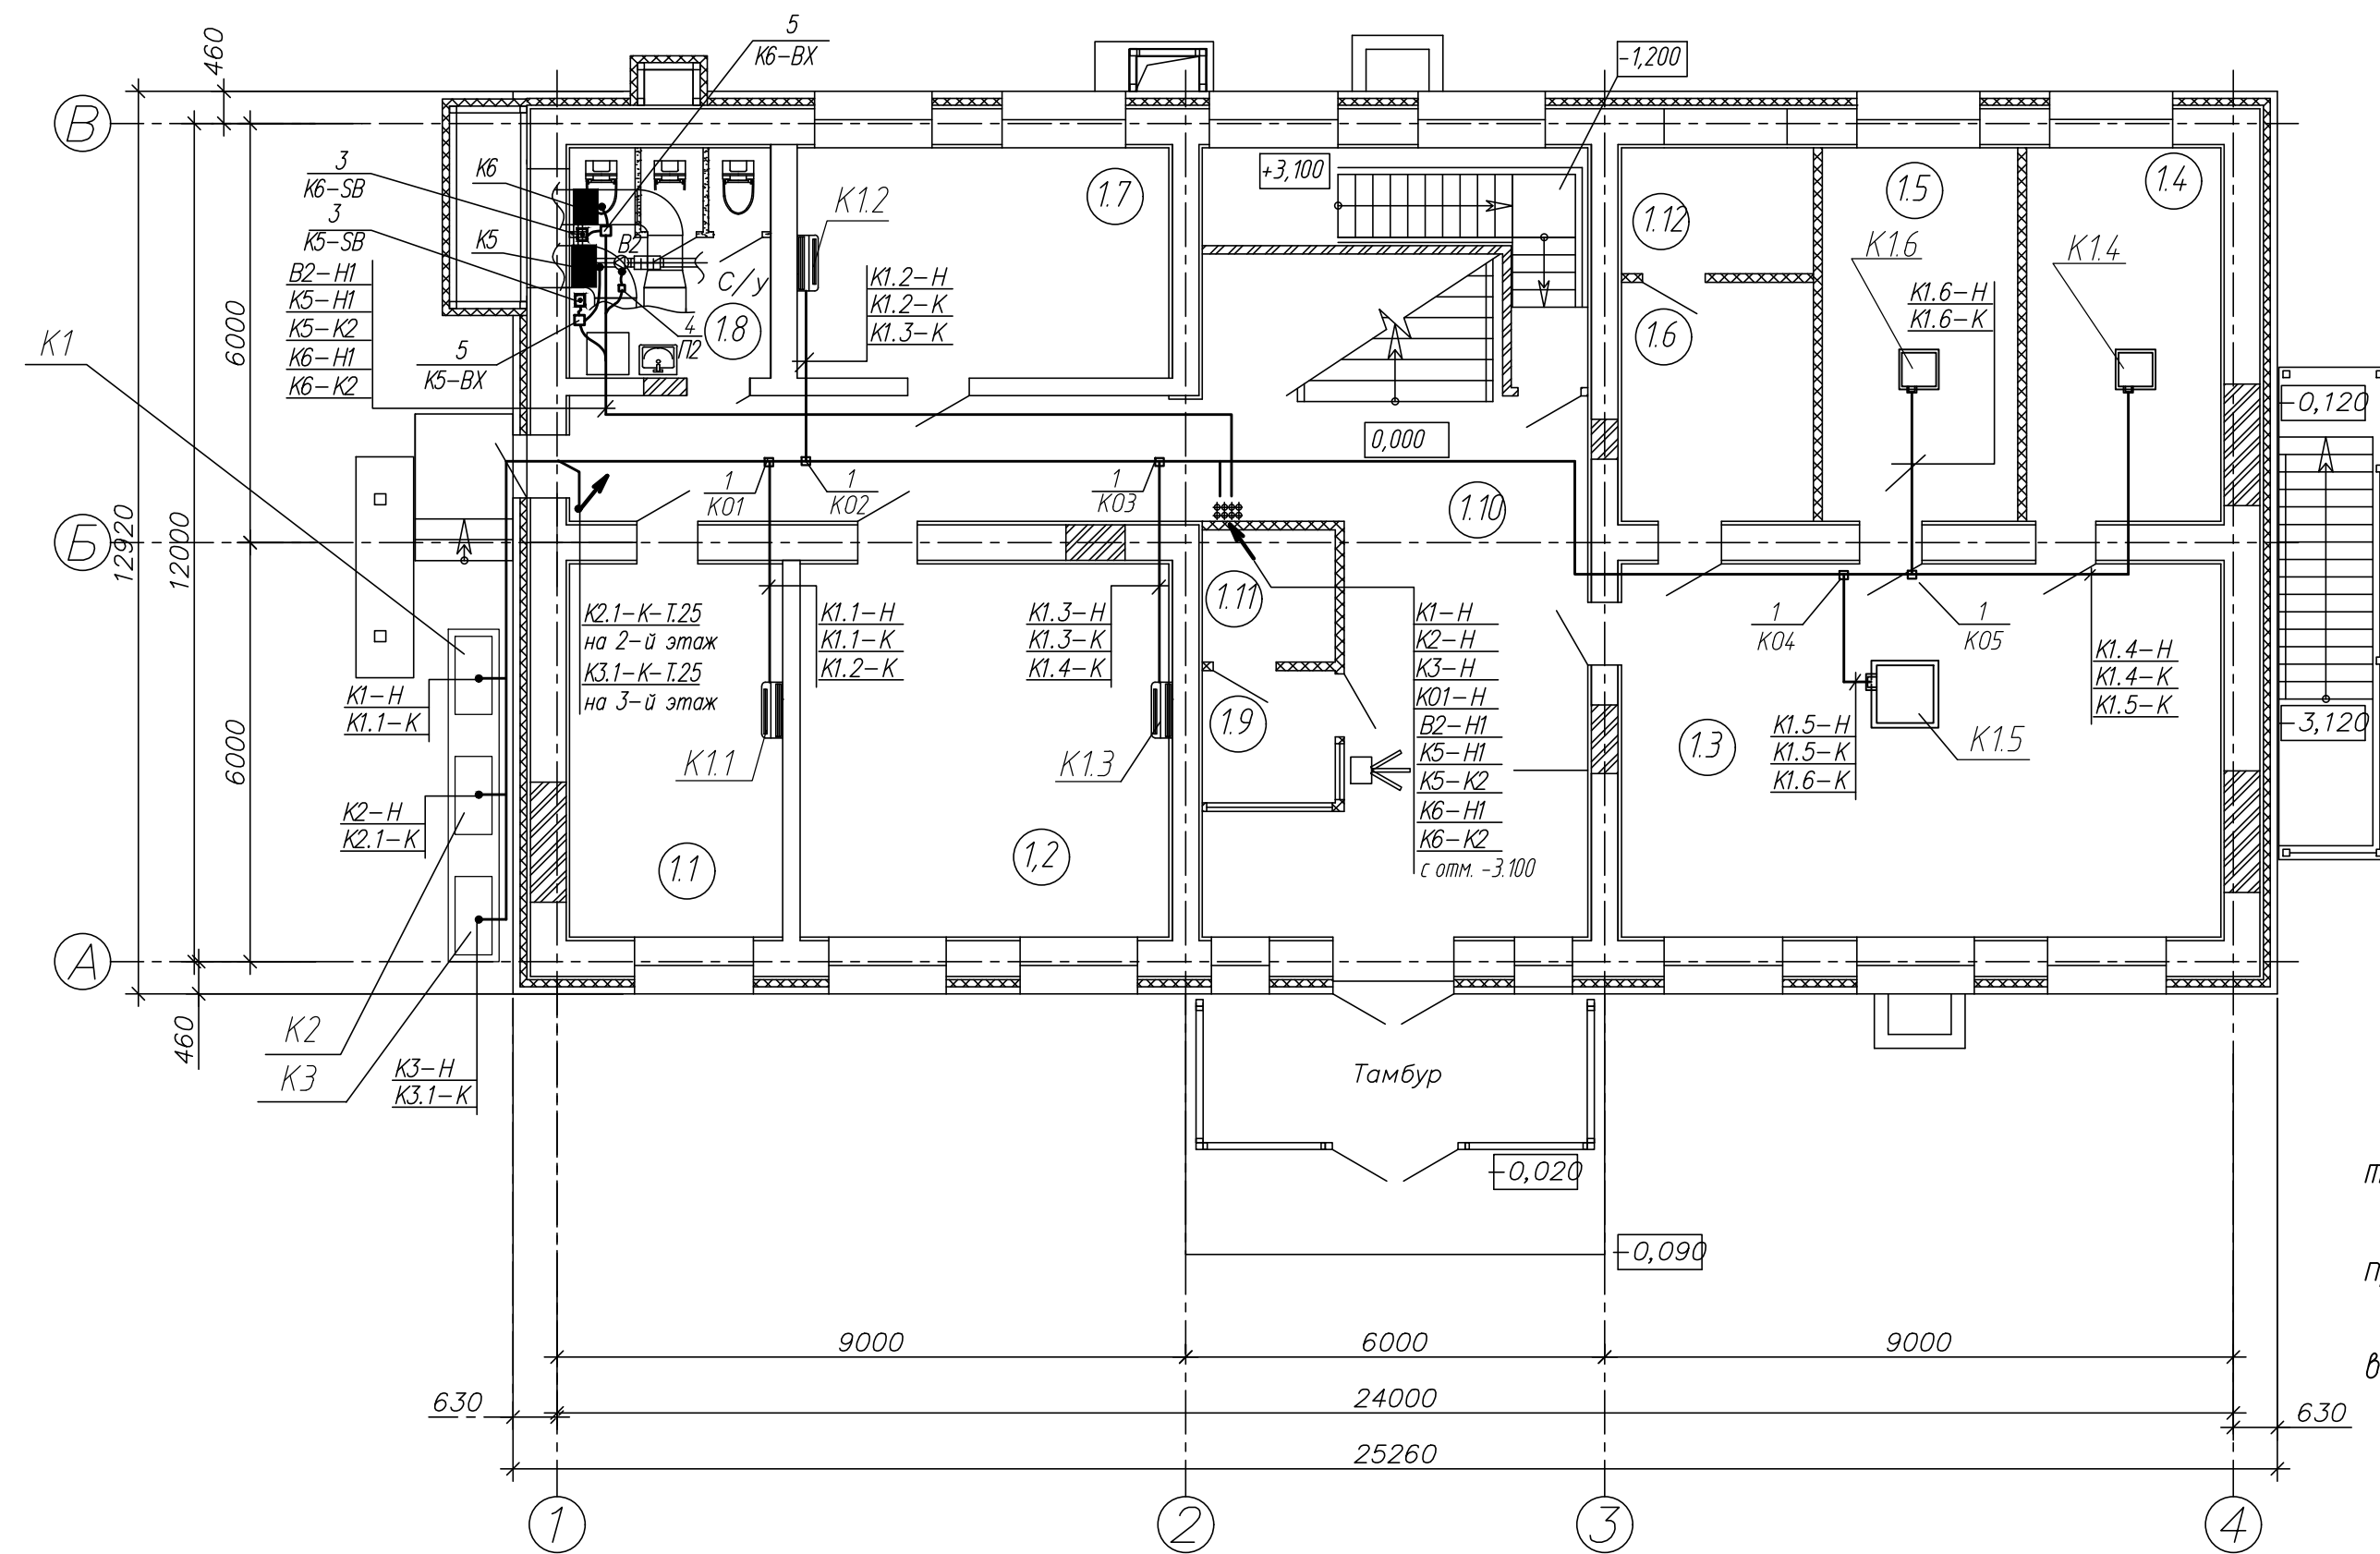 5
К6-ВХ
-1,200
460
В
3
К6-SB
К6
3
К5-SB
К5
В2
С/у
1.8
К1.2
1.7
+3,100
1.12
1.5
1.4
К1.6
К1.4
В2-Н1
К5-Н1
К5-К2
К6-Н1
К6-К2
К1.2-Н
К1.2-К
К1.3-К
К1.6-Н
К1.6-К
6000
К1
5
К5-ВХ
4
П2
1.6
0,000
-0,120
1
КО1
1
КО2
1
КО3
1.10
12920
12000
Б
К2.1-К-Т.25
на 2-й этаж
К3.1-К-Т.25
на 3-й этаж
К1.1-Н
К1.1-К
К1.2-К
К1.3-Н
К1.3-К
К1.4-К
1.11
К1-Н
К2-Н
К3-Н
КО1-Н
В2-Н1
К5-Н1
К5-К2
К6-Н1
К6-К2
с отм. -3.100
1
КО4
1
КО5
К1.4-Н
К1.4-К
К1.5-К
К1-Н
К1.1-К
6000
К1.1
К1.3
1.9
1.3
К1.5-Н
К1.5-К
К1.6-К
К1.5
-3,120
К2-Н
К2.1-К
1.1
1,2
А
460
К2
К3
К3-Н
К3.1-К
Тамбур
-0,020
-0,090
9000
6000
9000
630
24000
630
25260
1
2
3
4